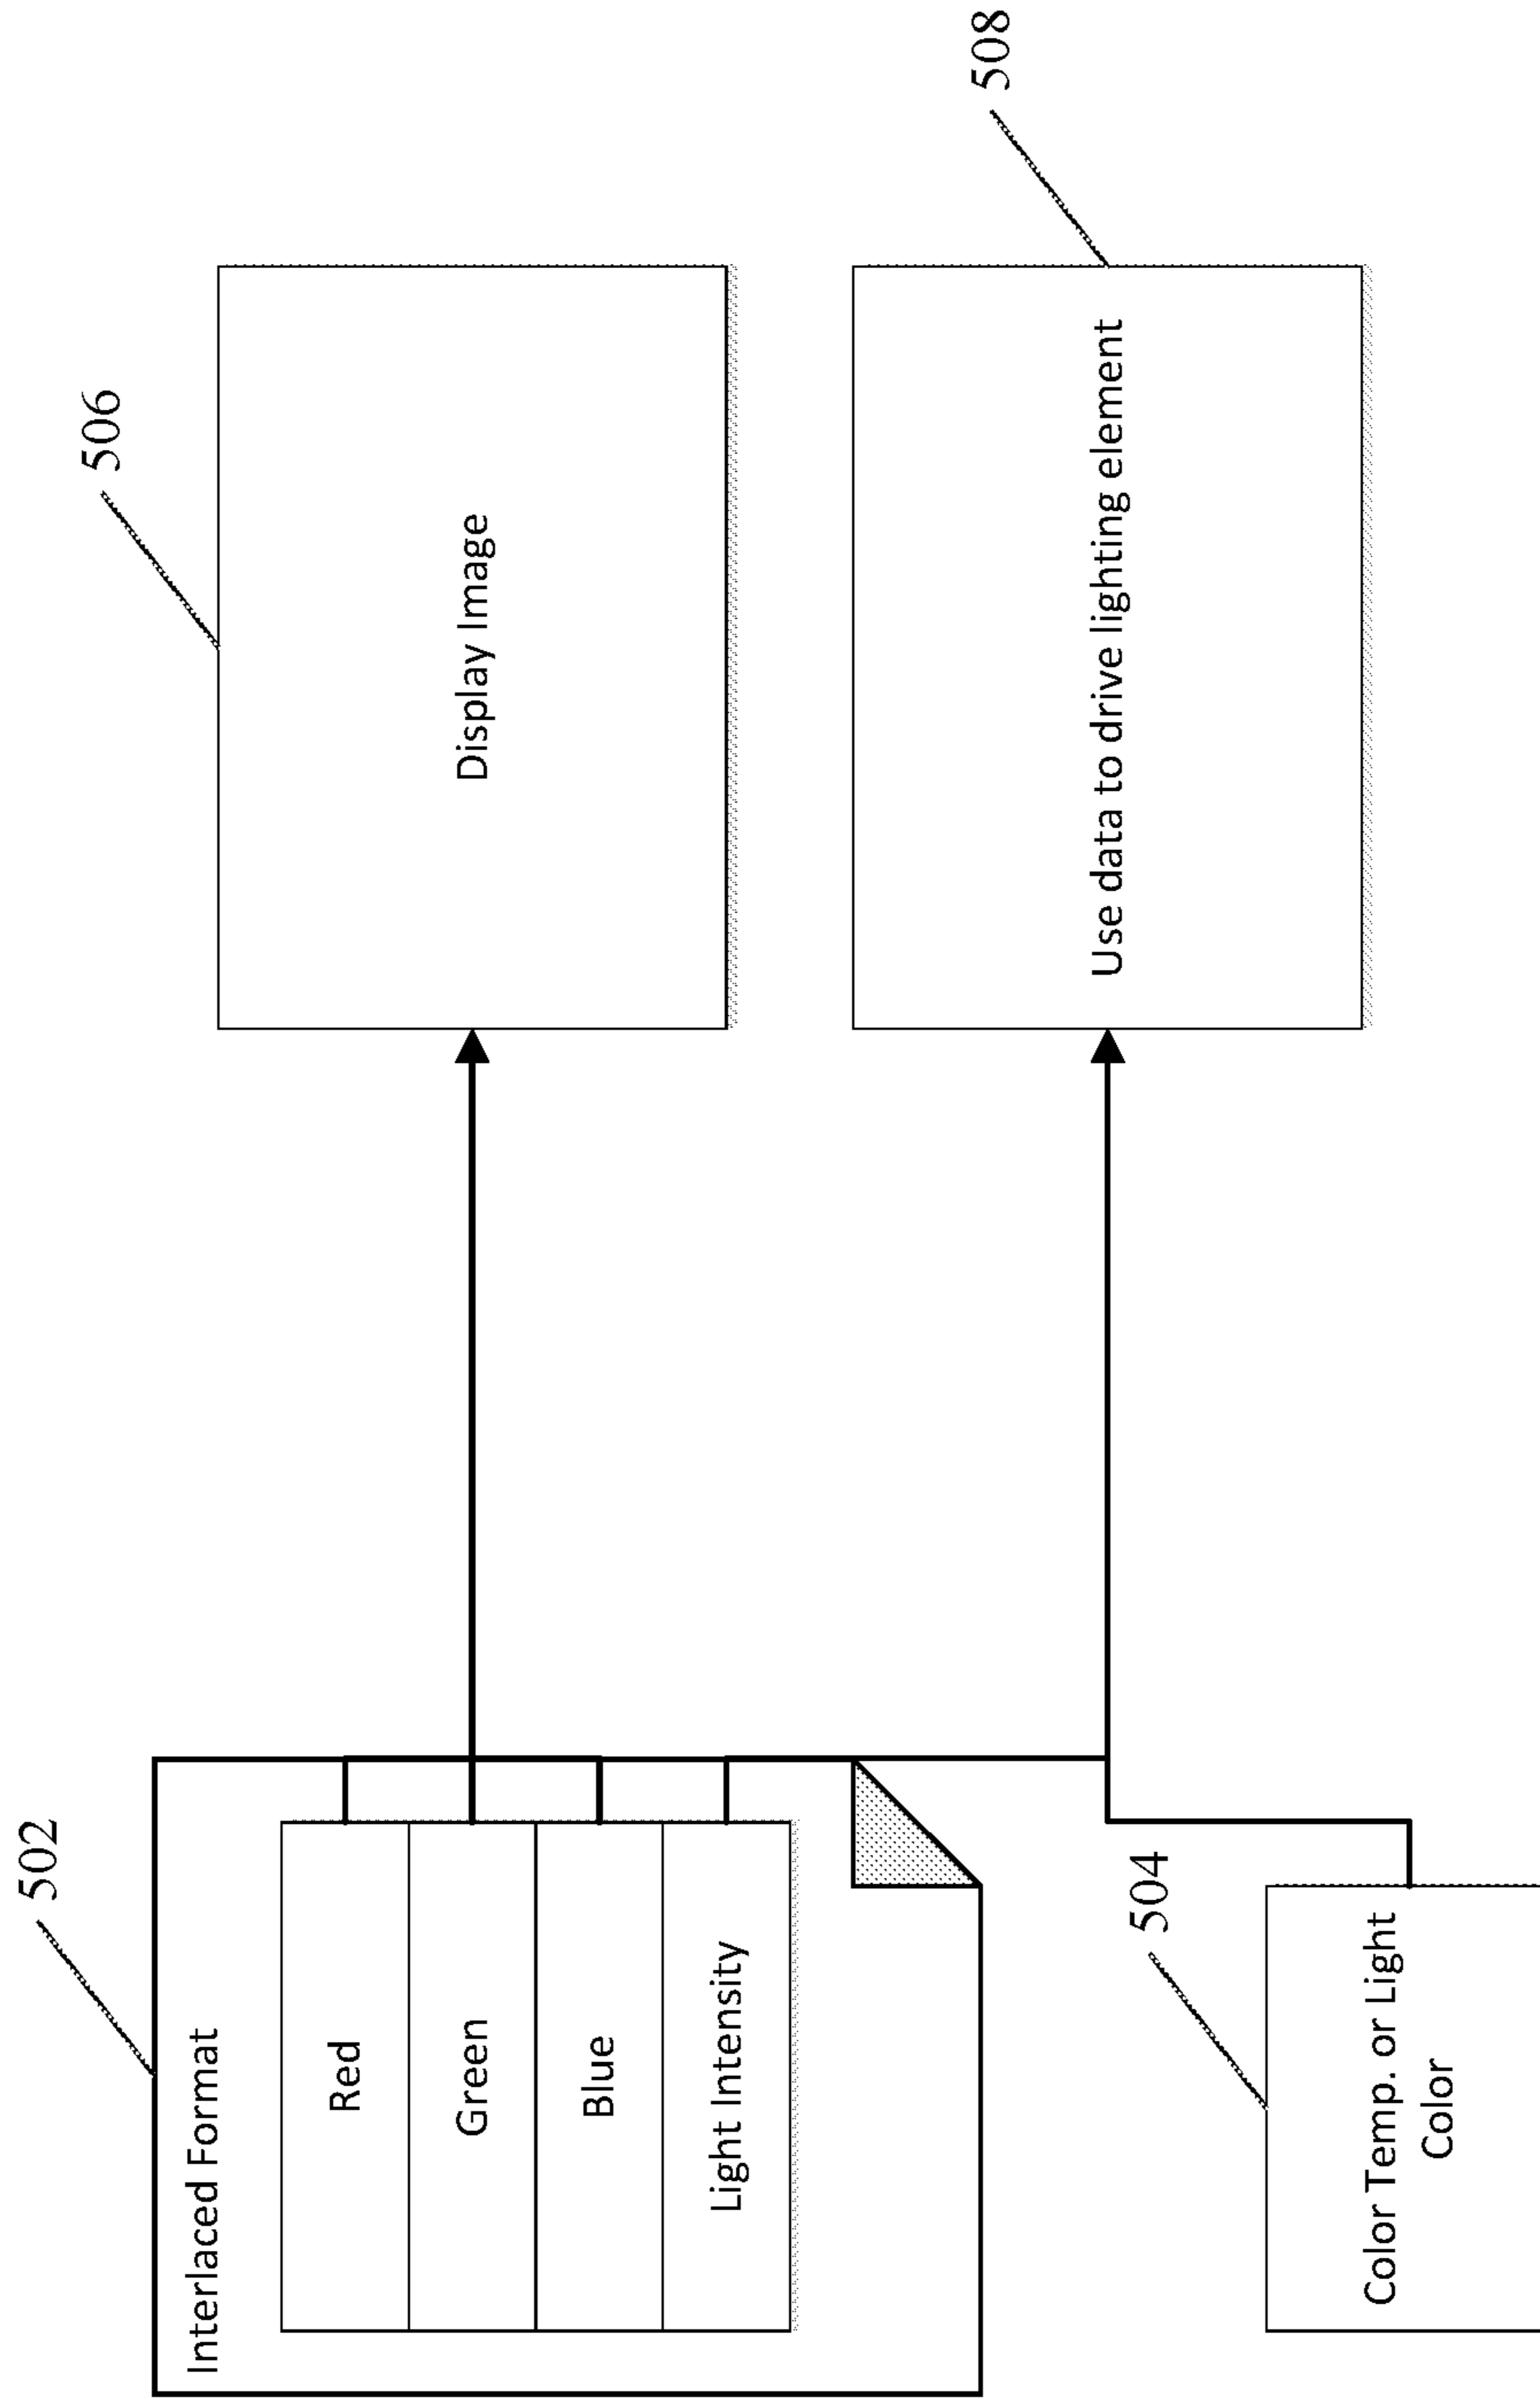 502
Interlaced Format
Red
Green
Blue
Light Intensity
504
Color Temp. or Light
Color
506
Display Image
508
Use data to drive lighting element